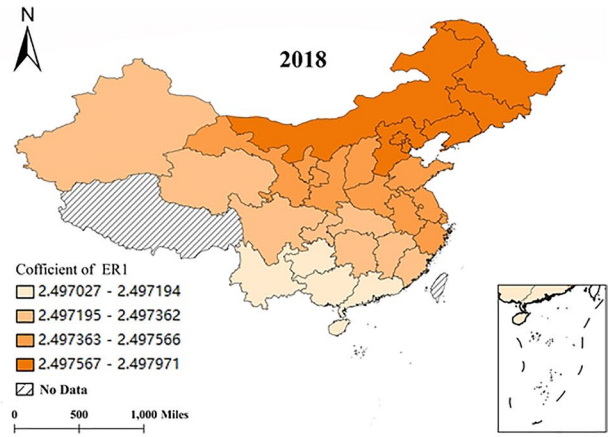 N
2018
Cofficient of ER1
2.497027 - 2.497194
2.497195 - 2.497362
2.497363 - 2.497566
2.497567 - 2.497971
No Data
0 500 1,000 Miles